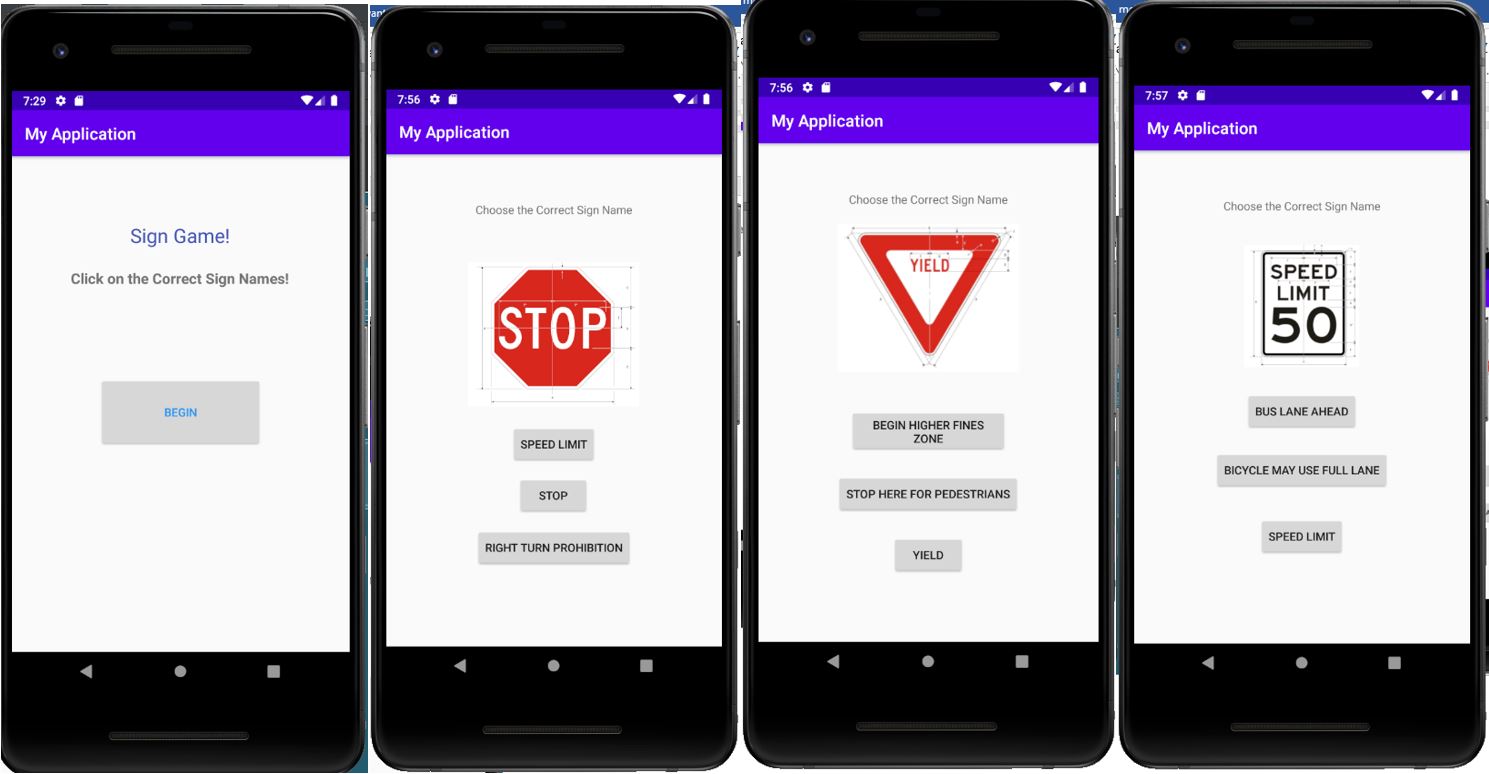 7:29
My Application
Sign Game!
Click on the Correct Sign Names!
BEGIN
7:56
My Application
Choose the Correct Sign Name
STOP
SPEED LIMIT
STOP
RIGHT TURN PROHIBITION
7:56
My Application
Choose the Correct Sign Name
YIELD
BEGIN HIGHER FINES
ZONE
STOP HERE FOR PEDESTRIANS
YIELD
7:57
My Application
Choose the Correct Sign Name
SPEED
LIMIT
50
BUS LANE AHEAD
BICYCLE MAY USE FULL LANE
SPEED LIMIT